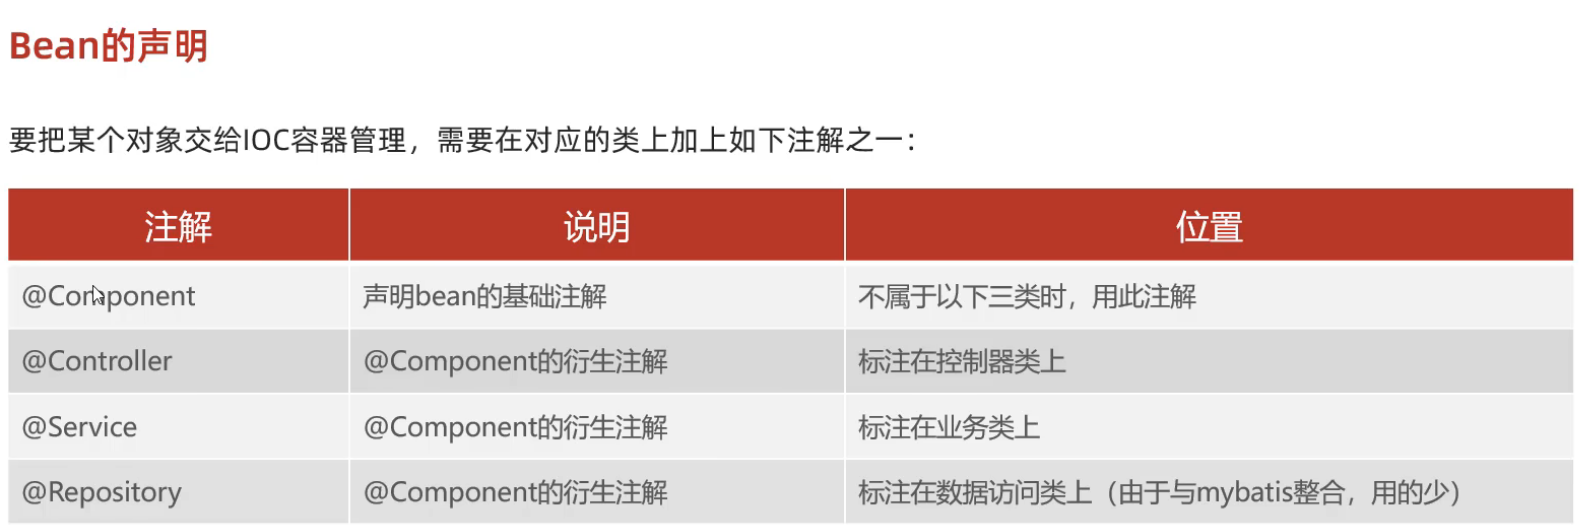 Bean的声明
要把某个对象交给IOC容器管理，需要在对应的类上加上如下注解之一：
注解 说明 位置
@Component 声明bean的基础注解 不属于以下三类时，用此注解
@Controller @Component的衍生注解 标注在控制器类上
@Service @Component的衍生注解 标注在业务类上
@Repository @Component的衍生注解 标注在数据访问类上（由于与mybatis整合，用的少）